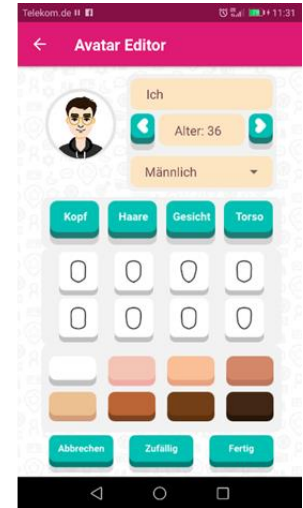 Telekom.de 11:31
Avatar Editor
Ich
Alter: 36
Männlich
Kopf Haare Gesicht Torso
Abbrechen Zufällig Fertig